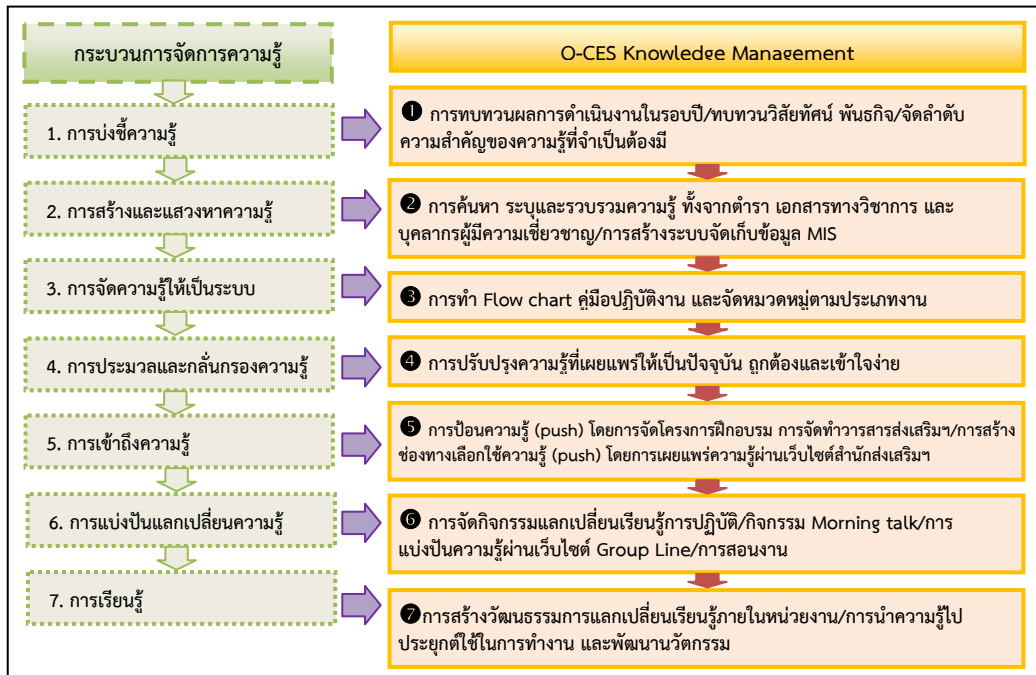 กระบวนการจัดการความรู้
O-CES Knowledge Management
1. การบ่งชี้ความรู้
❶ การทบทวนผลการดำเนินงานในรอบปี/ทบทวนวิสัยทัศน์ พันธกิจ/จัดลำดับ
ความสำคัญของความรู้ที่จำเป็นต้องมี
2. การสร้างและแสวงหาความรู้
❷ การค้นหา ระบุและรวบรวมความรู้ ทั้งจากตำรา เอกสารทางวิชาการ และ
บุคลากรผู้มีความเชี่ยวชาญ/การสร้างระบบจัดเก็บข้อมูล MIS
3. การจัดความรู้ให้เป็นระบบ
❸ การทำ Flow chart คู่มือปฏิบัติงาน และจัดหมวดหมู่ตามประเภทงาน
4. การประมวลและกลั่นกรองความรู้
❹ การปรับปรุงความรู้ที่เผยแพร่ให้เป็นปัจจุบัน ถูกต้องและเข้าใจง่าย
5. การเข้าถึงความรู้
❺ การป้อนความรู้ (push) โดยการจัดโครงการฝึกอบรม การจัดทำวารสารส่งเสริมฯ/การสร้าง
ช่องทางเลือกใช้ความรู้ (push) โดยการเผยแพร่ความรู้ผ่านเว็บไซต์สำนักส่งเสริมฯ
6. การแบ่งปันแลกเปลี่ยนความรู้
❻ การจัดกิจกรรมแลกเปลี่ยนเรียนรู้การปฏิบัติ/กิจกรรม Morning talk/การ
แบ่งปันความรู้ผ่านเว็บไซต์ Group Line/การสอนงาน
7. การเรียนรู้
❼การสร้างวัฒนธรรมการแลกเปลี่ยนเรียนรู้ภายในหน่วยงาน/การนำความรู้ไป
ประยุกต์ใช้ในการทำงาน และพัฒนานวัตกรรม